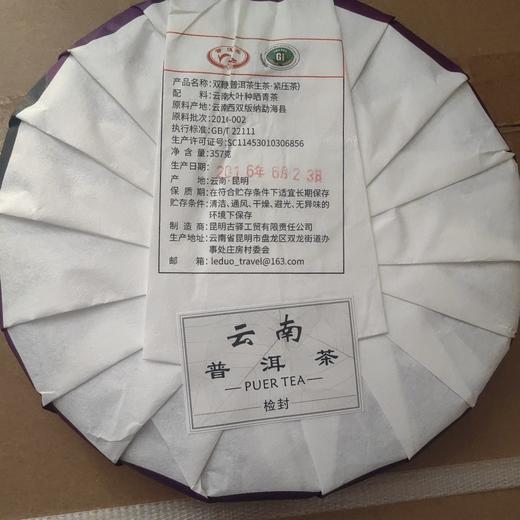 GI
产品名称：双鞭普洱茶生茶·紧压茶)
配 料：云南大叶种晒青茶
原料产地：云南西双版纳勐海县
原料批次：201 -002
执行标准：GB/T 22111
生产许可证号：SC11453010306856
净 含 量：357克
生产日期：2016年6月23日
产 地：云南·昆明
保 质 期：在符合贮存条件下适宜长期保存
贮存条件：清洁、通风、干燥、避光、无异味的
环境下保存
制 造 商：昆明古驿工贸有限责任公司
生产地址：云南省昆明市盘龙区双龙街道办
事处庄房村委会
邮 箱：leduo_travel@163.com
云南
普洱茶
PUER TEA
检封